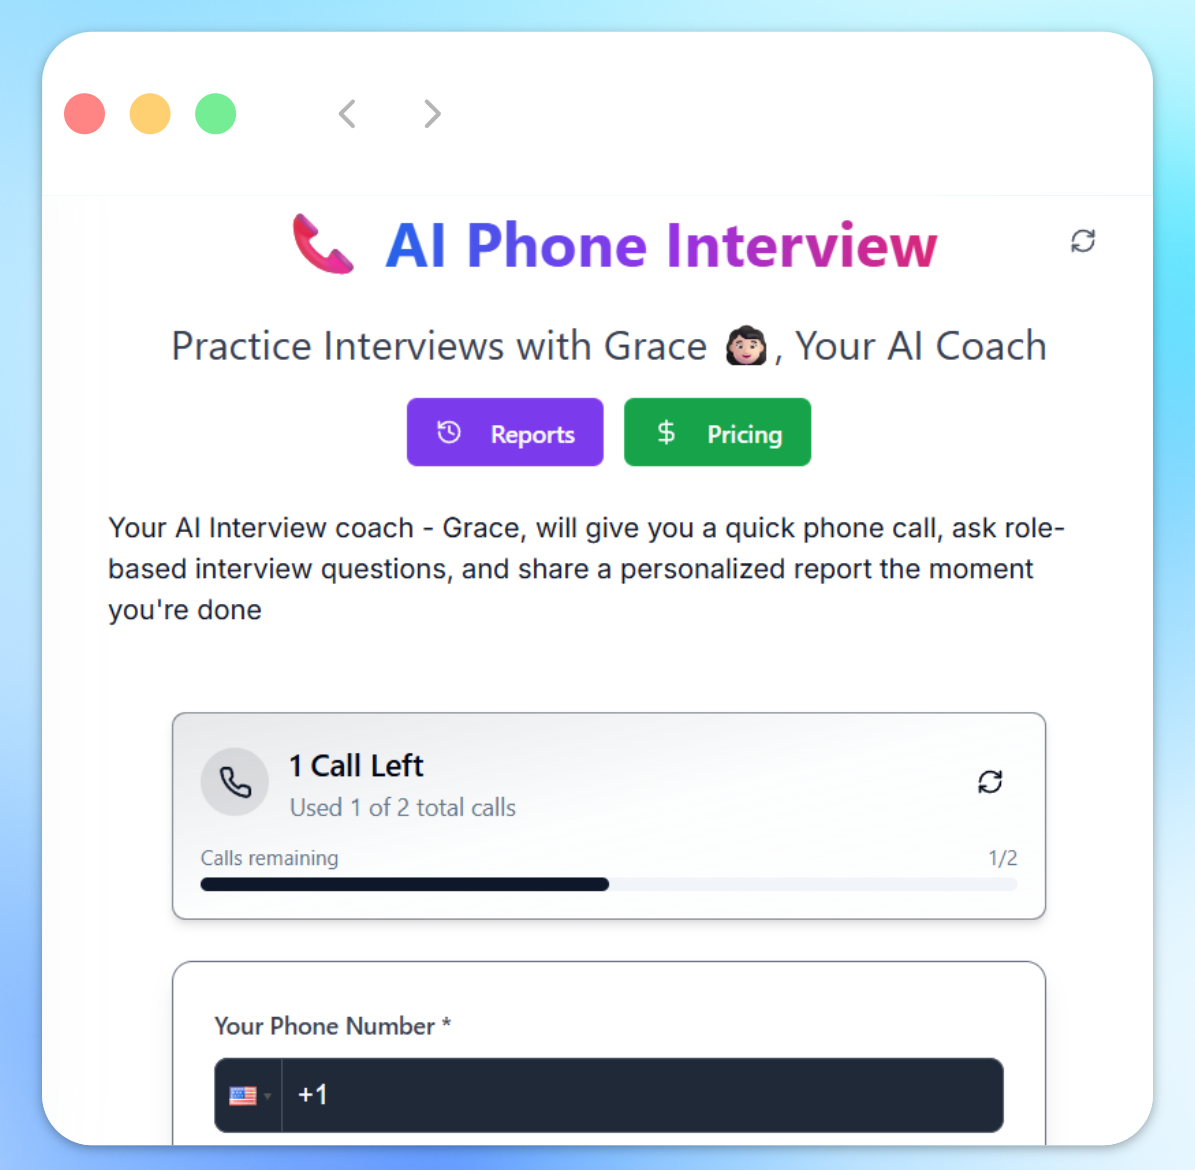 AI Phone Interview
Practice Interviews with Grace 👩🏻, Your AI Coach
Reports
$ Pricing
Your AI Interview coach - Grace, will give you a quick phone call, ask role-
based interview questions, and share a personalized report the moment
you're done
1 Call Left
Used 1 of 2 total calls
Calls remaining 1/2
Your Phone Number *
+1